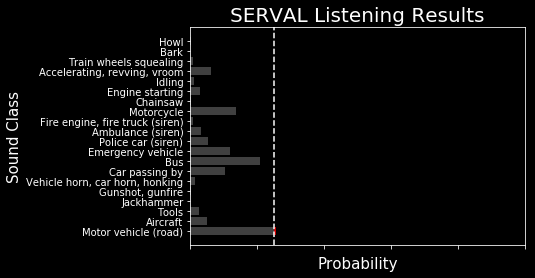 SERVAL Listening Results
Sound Class
Howl
Bark
Train wheels squealing
Accelerating, revving, vroom
Idling
Engine starting
Chainsaw
Motorcycle
Fire engine, fire truck (siren)
Ambulance (siren)
Police car (siren)
Emergency vehicle
Bus
Car passing by
Vehicle horn, car horn, honking
Gunshot, gunfire
Jackhammer
Tools
Aircraft
Motor vehicle (road)
Probability